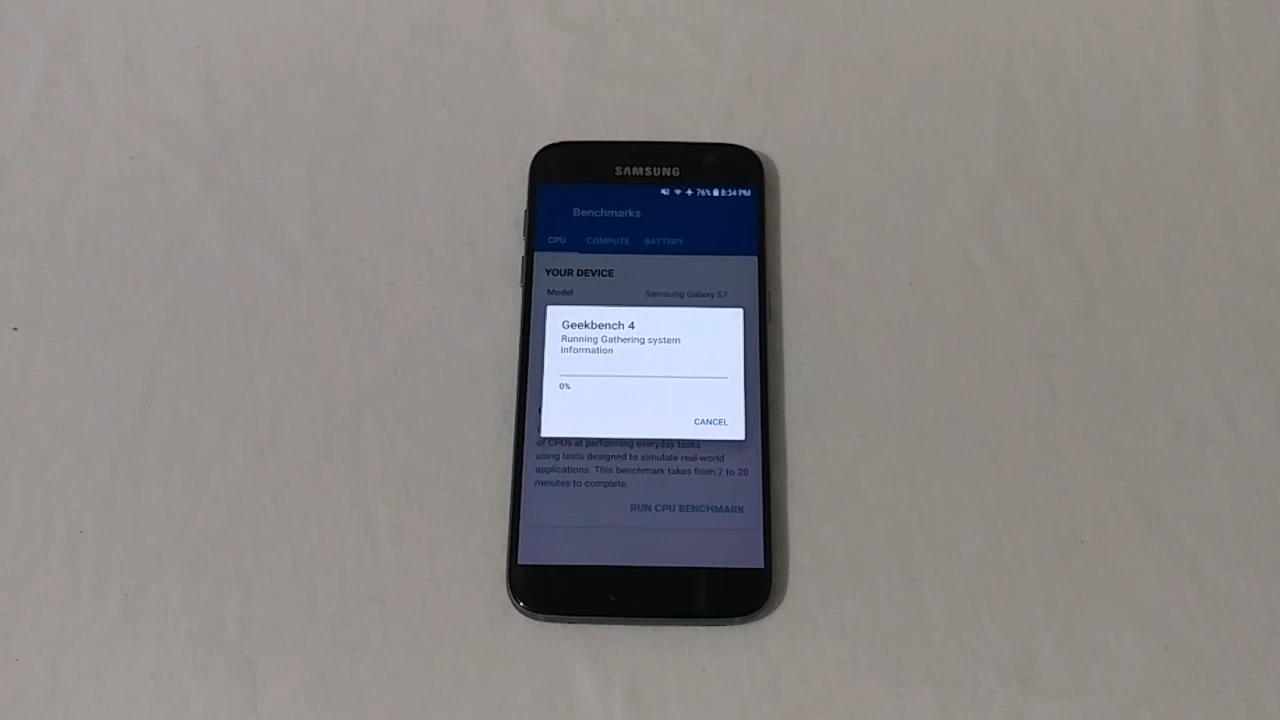 SAMSUNG
76% 8:34 PM
Benchmarks
CPU COMPUTE BATTERY
YOUR DEVICE
Model Samsung Galaxy S7
Geekbench 4
Running Gathering system
information
0%
CANCEL
of CPUs at performing everyday tasks
using tests designed to simulate real-world
applications. This benchmark takes from 2 to 20
minutes to complete.
RUN CPU BENCHMARK